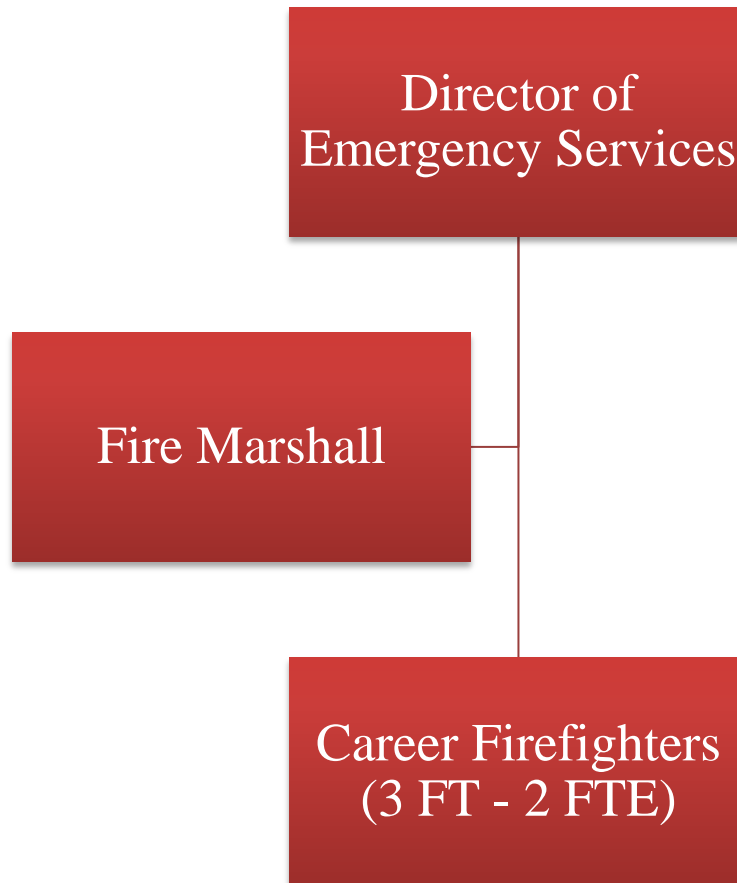 Director of
Emergency Services
Fire Marshall
Career Firefighters
(3 FT - 2 FTE)